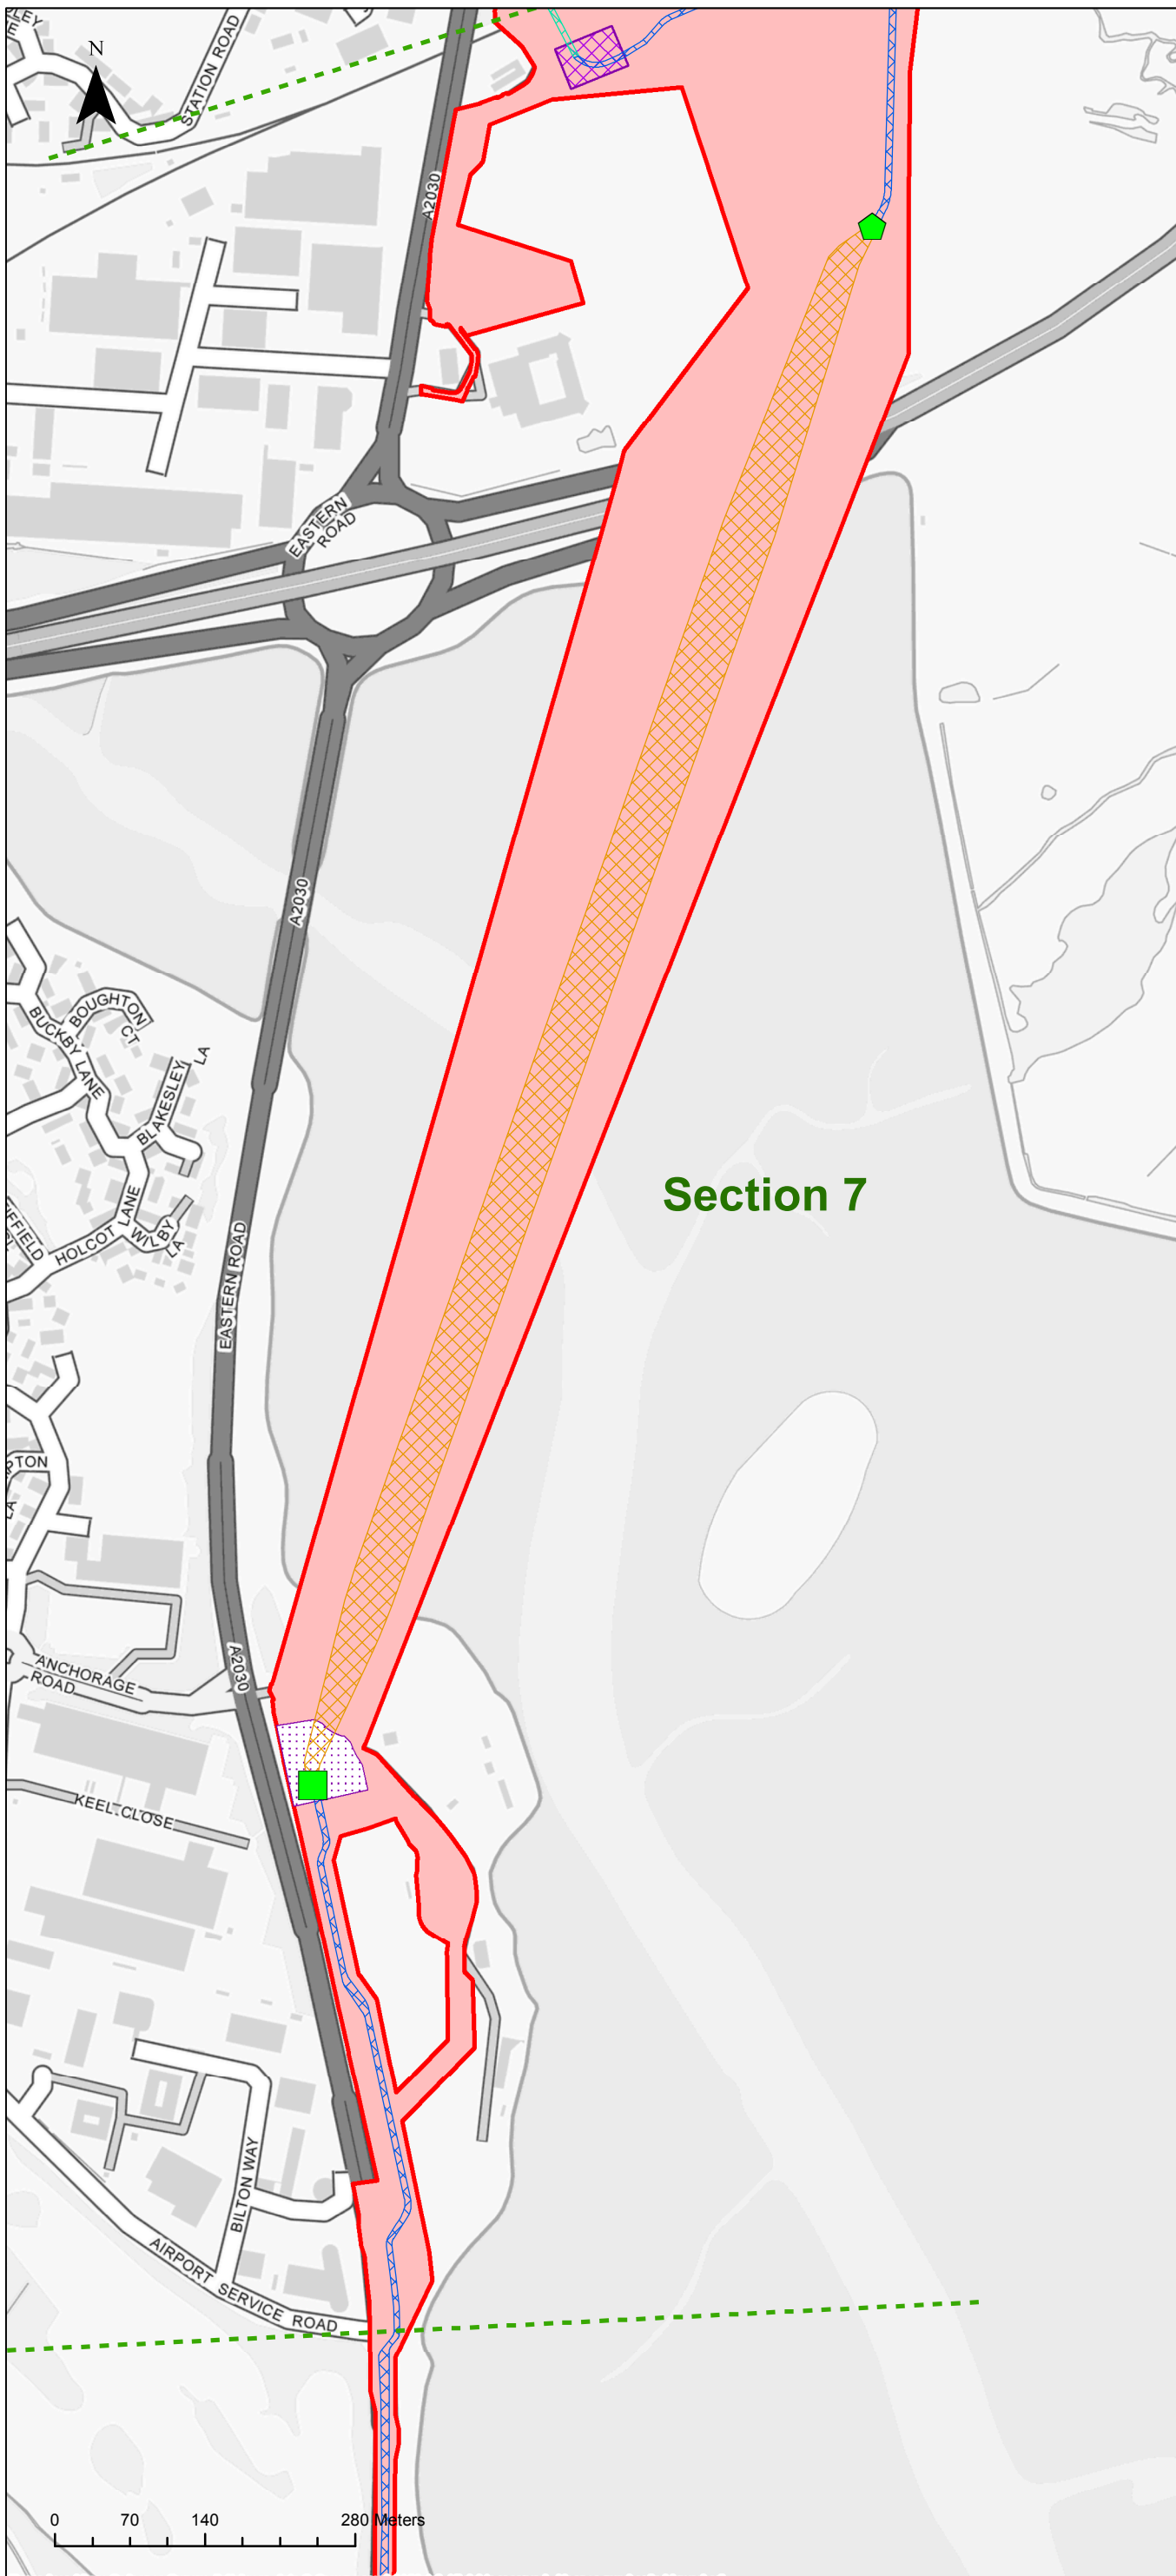 N
STATION ROAD
A2030
EASTERN
ROAD
A2030
BOUGHTON
CT
BUCKBY LANE
BLAKESLEY
LA
HOLCOT LANE
WILBY
LA
EASTERN ROAD
Section 7
LA
ANCHORAGE
ROAD
A2030
KEEL CLOSE
BILTON WAY
AIRPORT SERVICE ROAD
0 70 140 280 Meters